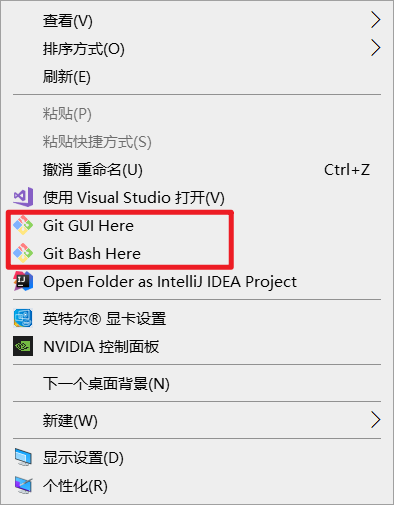 查看(V)
排序方式(O)
刷新(E)
粘贴(P)
粘贴快捷方式(S)
撤消 重命名(U) Ctrl+Z
使用 Visual Studio 打开(V)
Git GUI Here
Git Bash Here
Open Folder as IntelliJ IDEA Project
英特尔® 显卡设置
NVIDIA 控制面板
下一个桌面背景(N)
新建(W)
显示设置(D)
个性化(R)